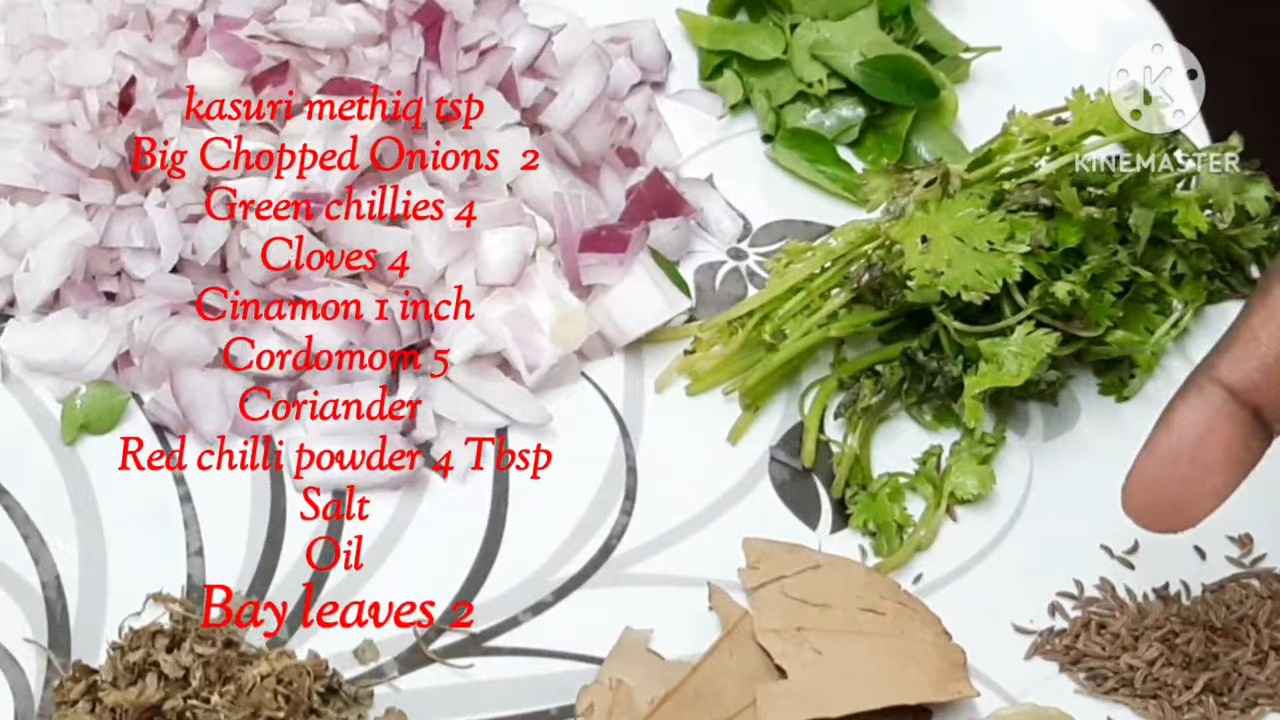 kasuri methiq tsp
Big Chopped Onions 2
Green chillies 4
Cloves 4
Cinamon 1 inch
Cordomom 5
Coriander
Red chilli powder 4 Tbsp
Salt
Oil
Bay leaves 2
K
KINEMASTER